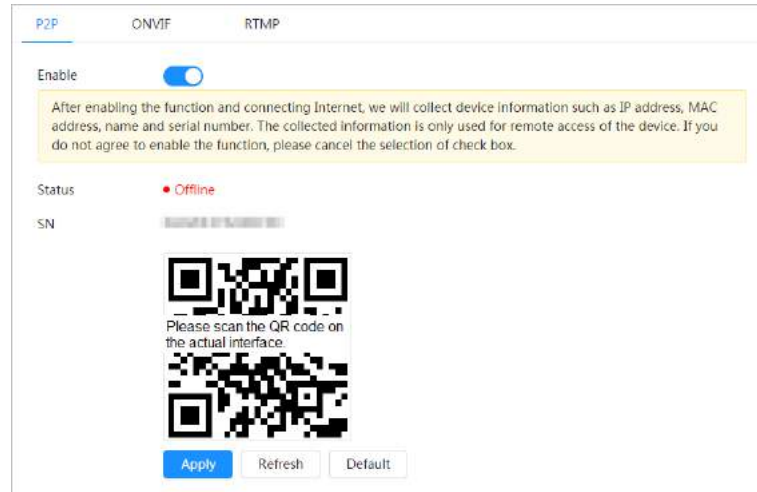 P2P ONVIF RTMP
Enable
After enabling the function and connecting Internet, we will collect device information such as IP address, MAC
address, name and serial number. The collected information is only used for remote access of the device. If you
do not agree to enable the function, please cancel the selection of check box.
Status Offline
SN
Please scan the QR code on
the actual interface.
Apply Refresh Default